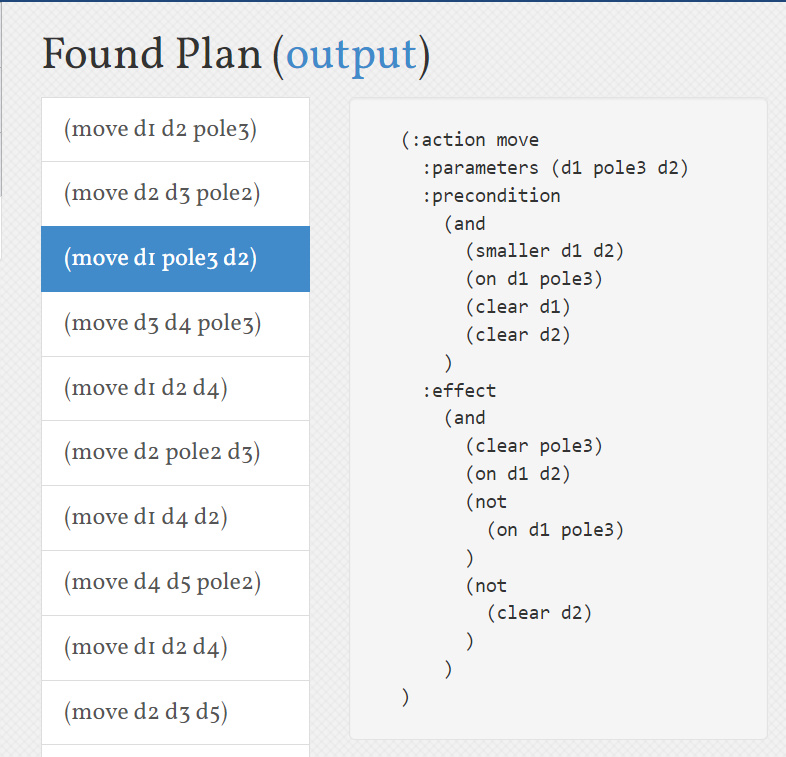 Found Plan (output)
(move d1 d2 pole3)
(move d2 d3 pole2)
(move d1 pole3 d2)
(move d3 d4 pole3)
(move d1 d2 d4)
(move d2 pole2 d3)
(move d1 d4 d2)
(move d4 d5 pole2)
(move d1 d2 d4)
(move d2 d3 d5)
(:action move
  :parameters (d1 pole3 d2)
  :precondition
    (and
      (smaller d1 d2)
      (on d1 pole3)
      (clear d1)
      (clear d2)
    )
  :effect
    (and
      (clear pole3)
      (on d1 d2)
      (not
        (on d1 pole3)
      )
      (not
        (clear d2)
      )
    )
)